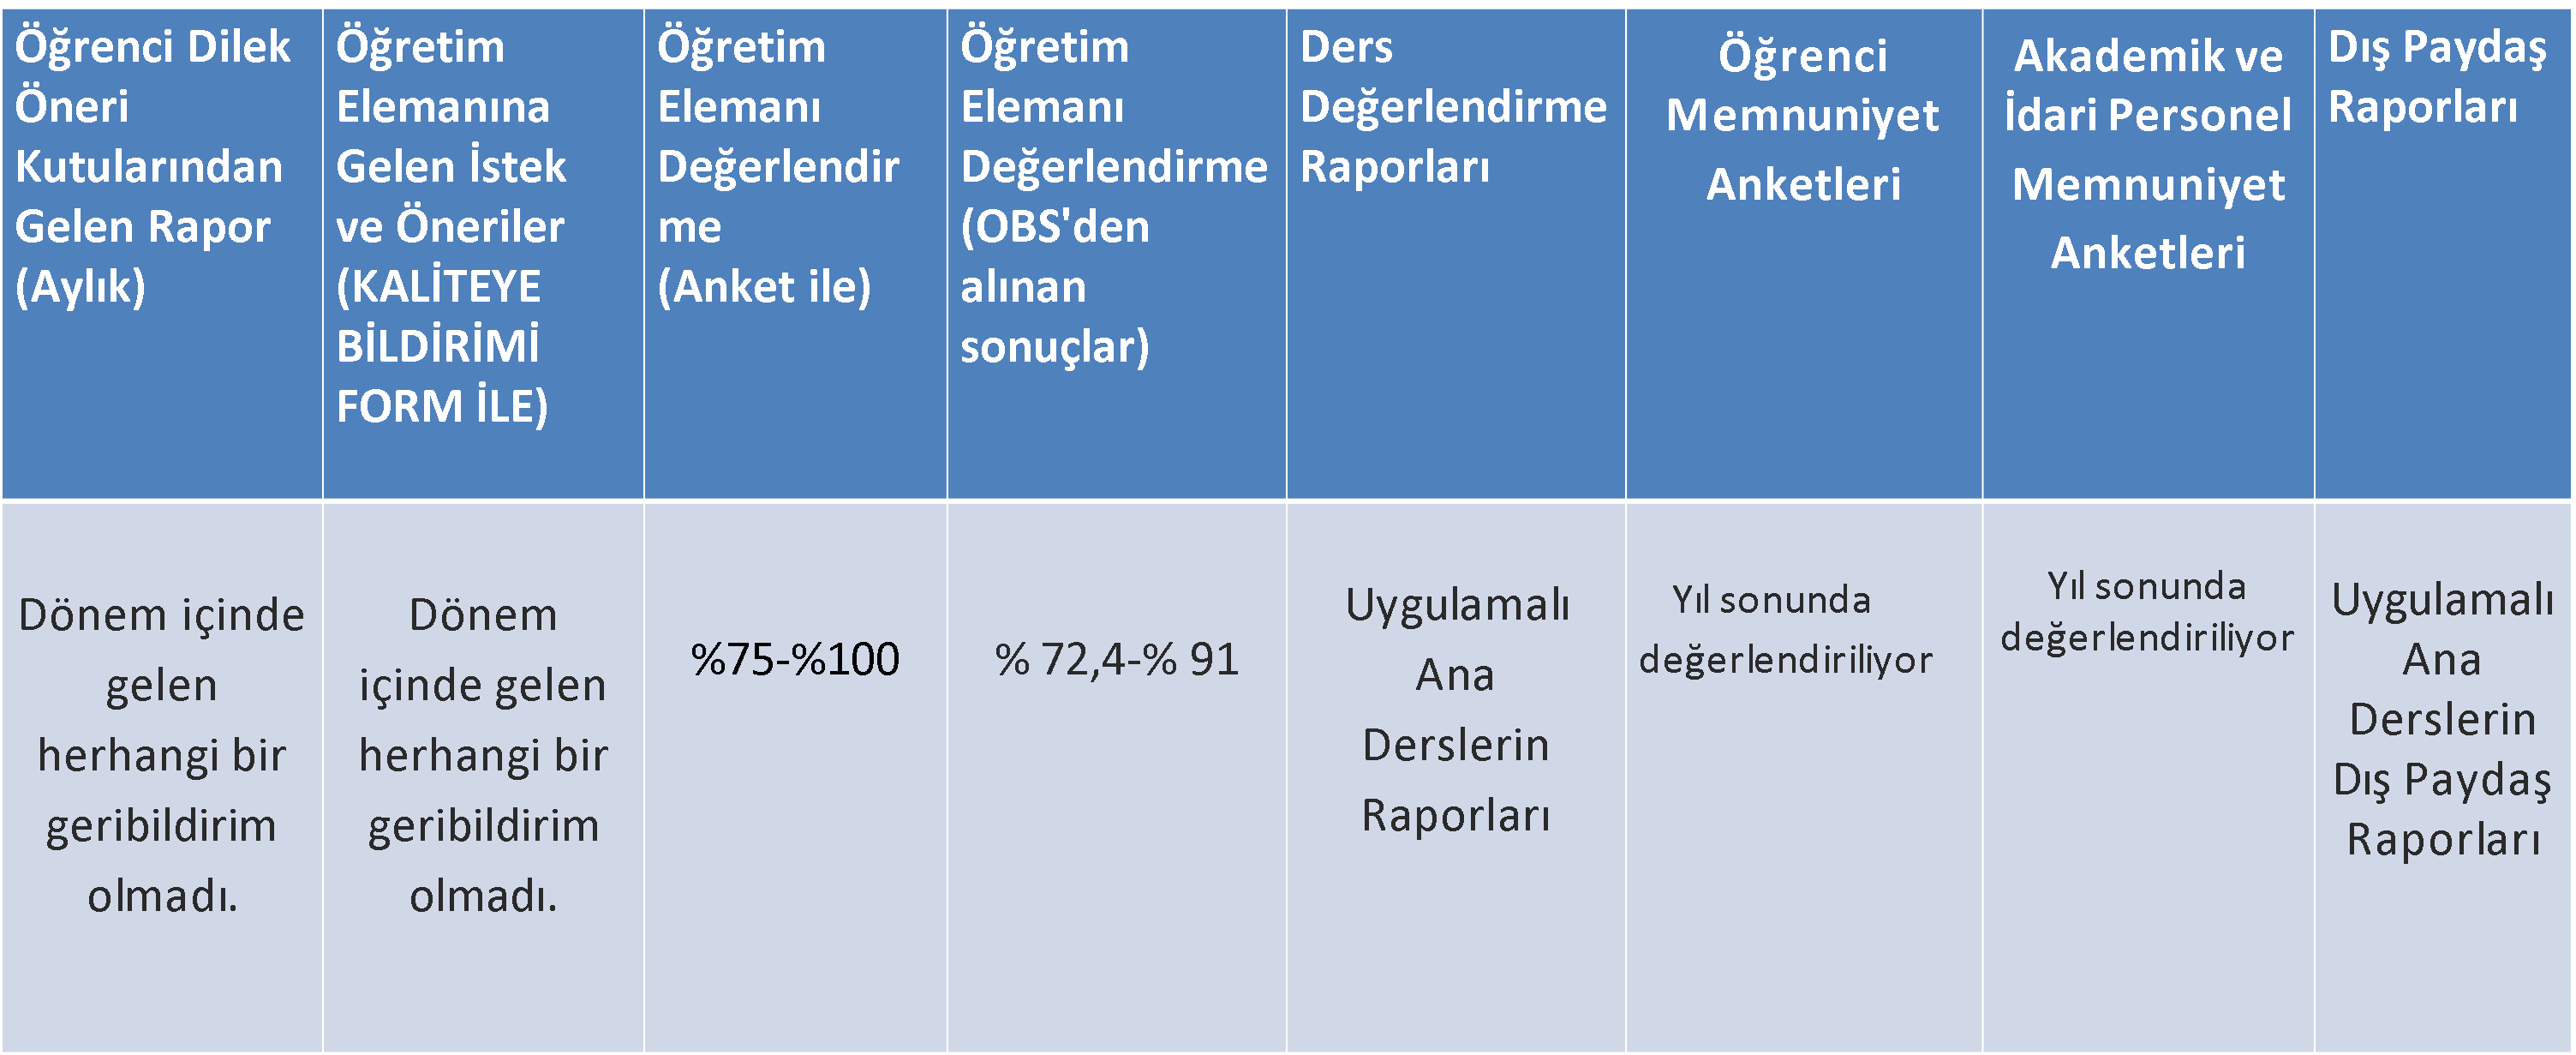 Öğrenci Dilek
Öneri
Kutularından
Gelen Rapor
(Aylık)
Öğretim
Elemanına
Gelen İstek
ve Öneriler
(KALİTEYE
BİLDİRİMİ
FORM İLE)
Öğretim
Elemanı
Değerlendir
me
(Anket ile)
Öğretim
Elemanı
Değerlendirme
(OBS'den
alınan
sonuçlar)
Ders
Değerlendirme
Raporları
Öğrenci
Memnuniyet
Anketleri
Akademik ve
İdari Personel
Memnuniyet
Anketleri
Dış Paydaş
Raporları
Dönem içinde
gelen
herhangi bir
geribildirim
olmadı.
Dönem
içinde gelen
herhangi bir
geribildirim
olmadı.
%75-%100
% 72,4-% 91
Uygulamalı
Ana
Derslerin
Raporları
Yıl sonunda
değerlendiriliyor
Yıl sonunda
değerlendiriliyor
Uygulamalı
Ana
Derslerin
Dış Paydaş
Raporları